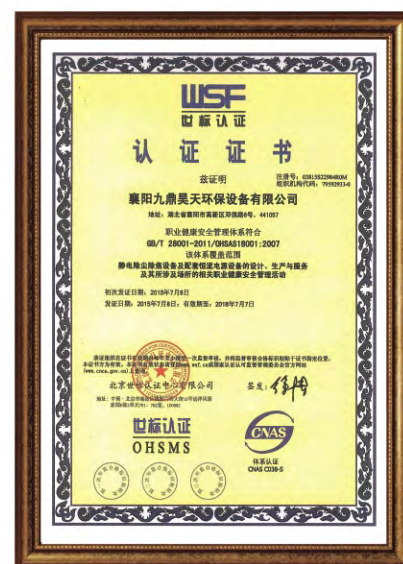 WSF
世标认证
认证证书
兹证明
注册号：03815S22984R0M
组织机构代码：79592933-0
襄阳九鼎昊天环保设备有限公司
地址：湖北省襄阳市高新区邓曼路6号，441057
职业健康安全管理体系符合
GB/T 28001-2011/OHSAS18001:2007
该体系覆盖范围
静电除尘除焦设备及配套恒流电源设备的设计、生产与服务
及其所涉及场所的相关职业健康安全管理活动
初次发证日期：2015年7月8日
发证日期：2015年7月8日；有效期至：2018年7月7日
北京世标认证中心有限公司
签发：
世标认证
OHSMS
CNAS
体系认证
CNAS C038-S